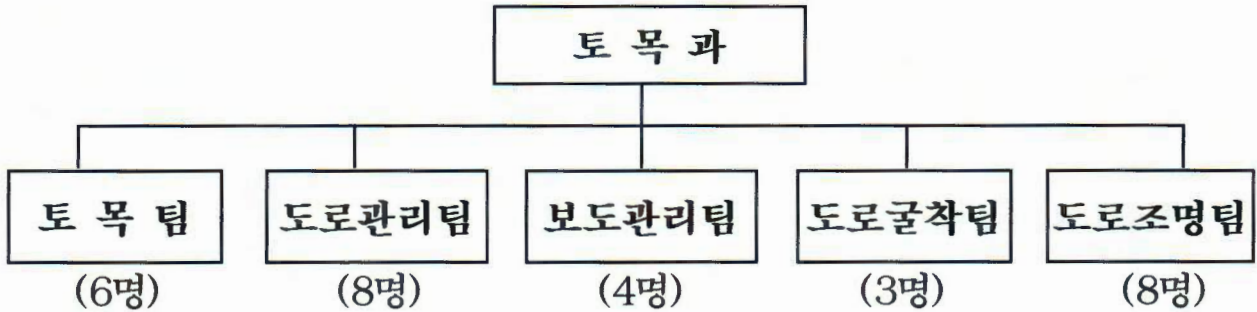 토 목 과
토 목 팀 도로관리팀 보도관리팀 도로굴착팀 도로조명팀
(6명) (8명) (4명) (3명) (8명)